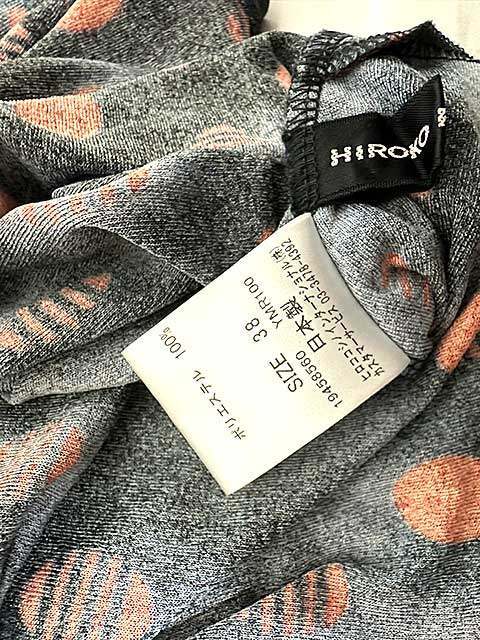 HIROKO
ポリエステル 100%
SIZE 38
19458560 YMR100
日本製
ヒロココシノインターナショナル(株)
カスタマーサービス 03-3478-4392